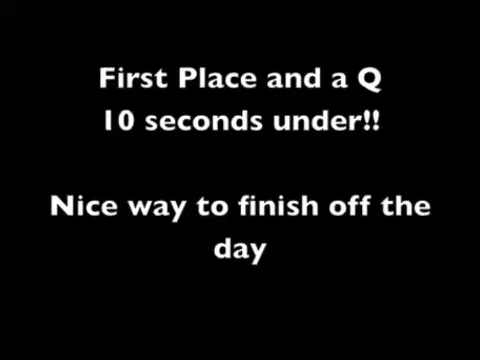 First Place and a Q
10 seconds under!!
Nice way to finish off the
day